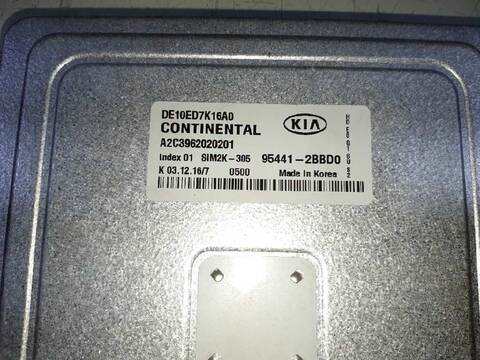 DE10ED7K16A0
CONTINENTAL
KIA
A2C3962020201
Index 01 SIM2K-305 95441-2BBD0
K 03.12.16/7 0500 Made in Korea